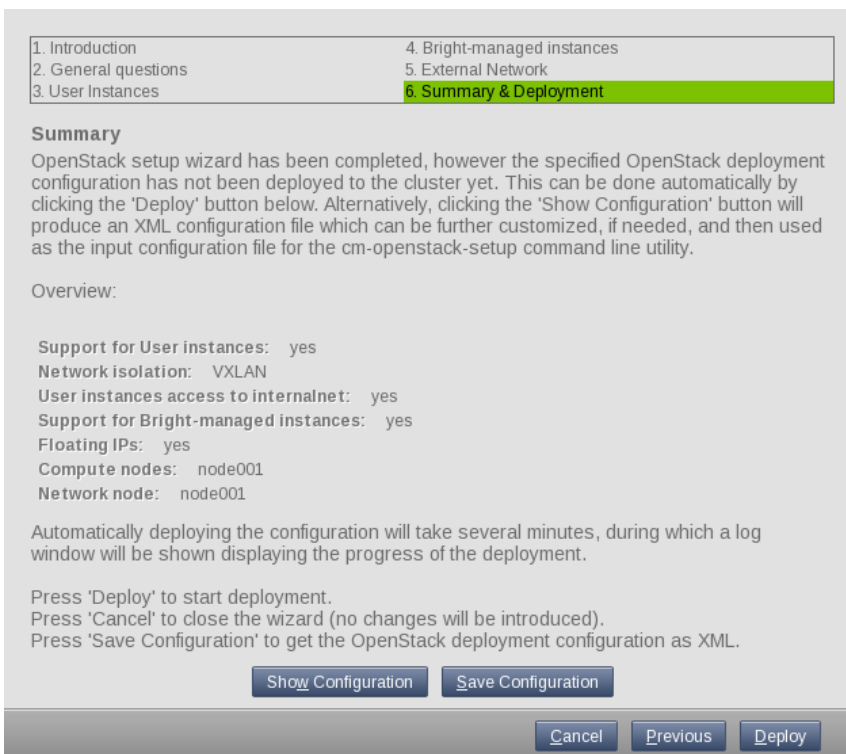 1. Introduction
2. General questions
3. User Instances
4. Bright-managed instances
5. External Network
6. Summary & Deployment
Summary
OpenStack setup wizard has been completed, however the specified OpenStack deployment
configuration has not been deployed to the cluster yet. This can be done automatically by
clicking the 'Deploy' button below. Alternatively, clicking the 'Show Configuration' button will
produce an XML configuration file which can be further customized, if needed, and then used
as the input configuration file for the cm-openstack-setup command line utility.
Overview:
Support for User instances: yes
Network isolation: VXLAN
User instances access to internalnet: yes
Support for Bright-managed instances: yes
Floating IPs: yes
Compute nodes: node001
Network node: node001
Automatically deploying the configuration will take several minutes, during which a log
window will be shown displaying the progress of the deployment.
Press 'Deploy' to start deployment.
Press 'Cancel' to close the wizard (no changes will be introduced).
Press 'Save Configuration' to get the OpenStack deployment configuration as XML.
Show Configuration
Save Configuration
Cancel
Previous
Deploy